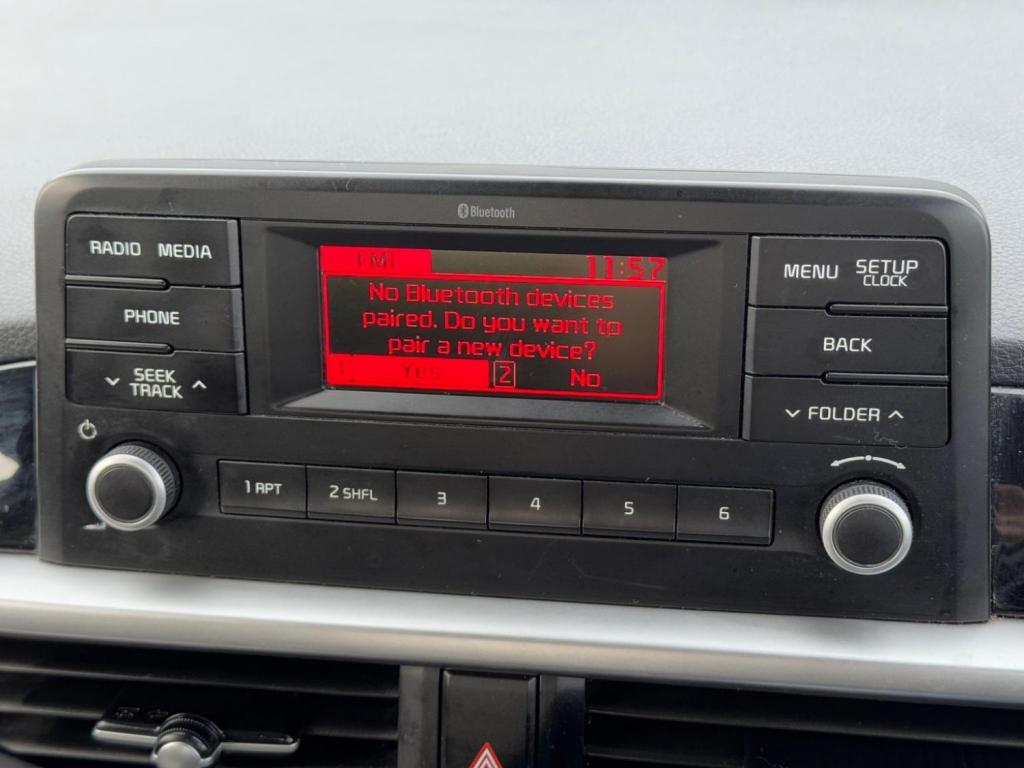 Bluetooth
RADIO MEDIA
PHONE
SEEK
TRACK
FM1
11:57
No Bluetooth devices
paired. Do you want to
pair a new device?
1 Yes 2 No
MENU SETUP
CLOCK
BACK
FOLDER
1 RPT 2 SHFL 3 4 5 6